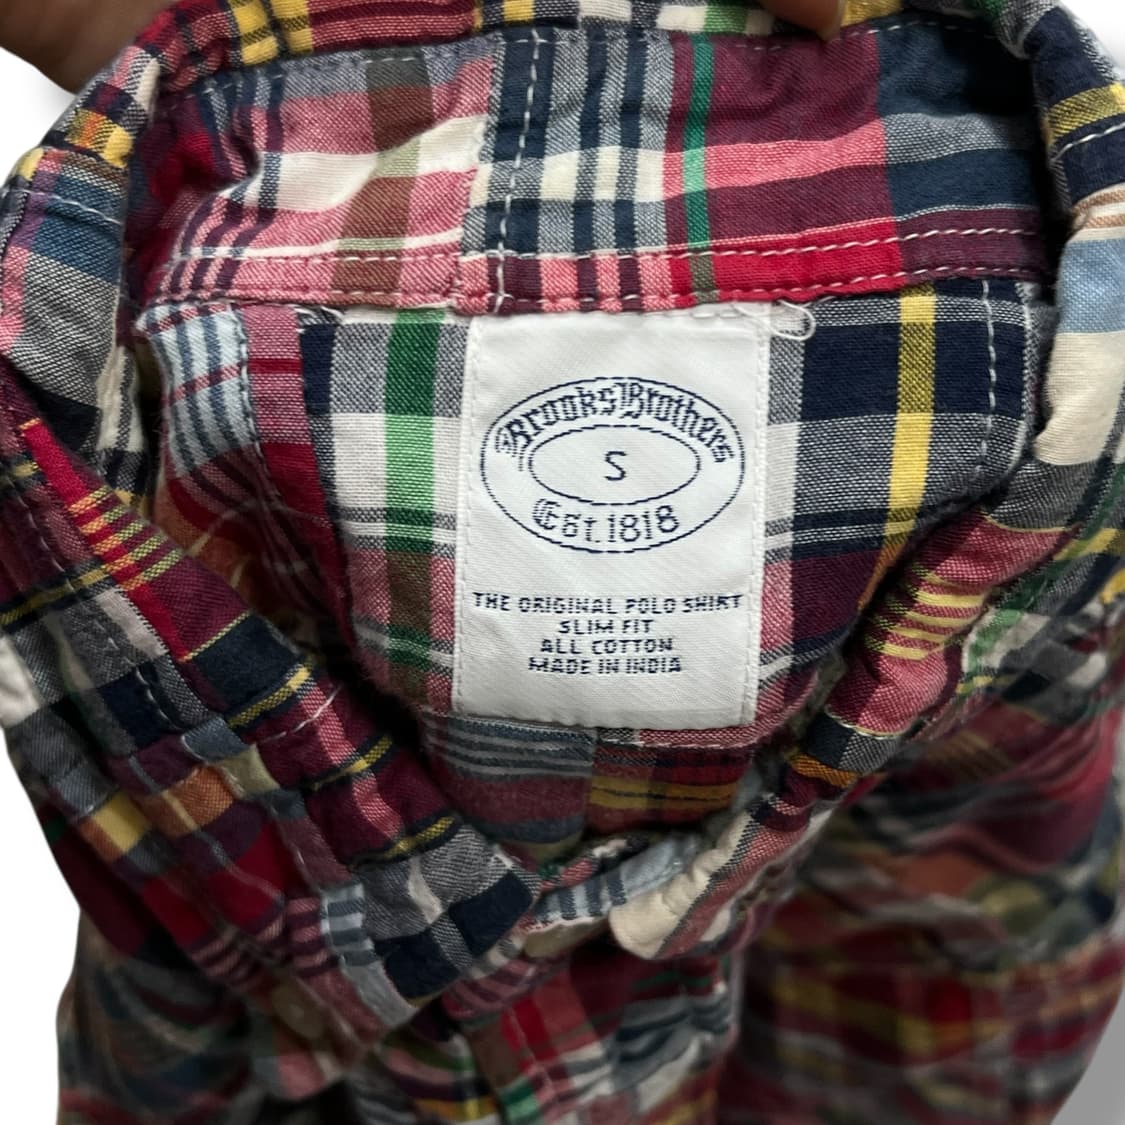 Brooks Brothers
S
Est. 1818
THE ORIGINAL POLO SHIRT
SLIM FIT
ALL COTTON
MADE IN INDIA